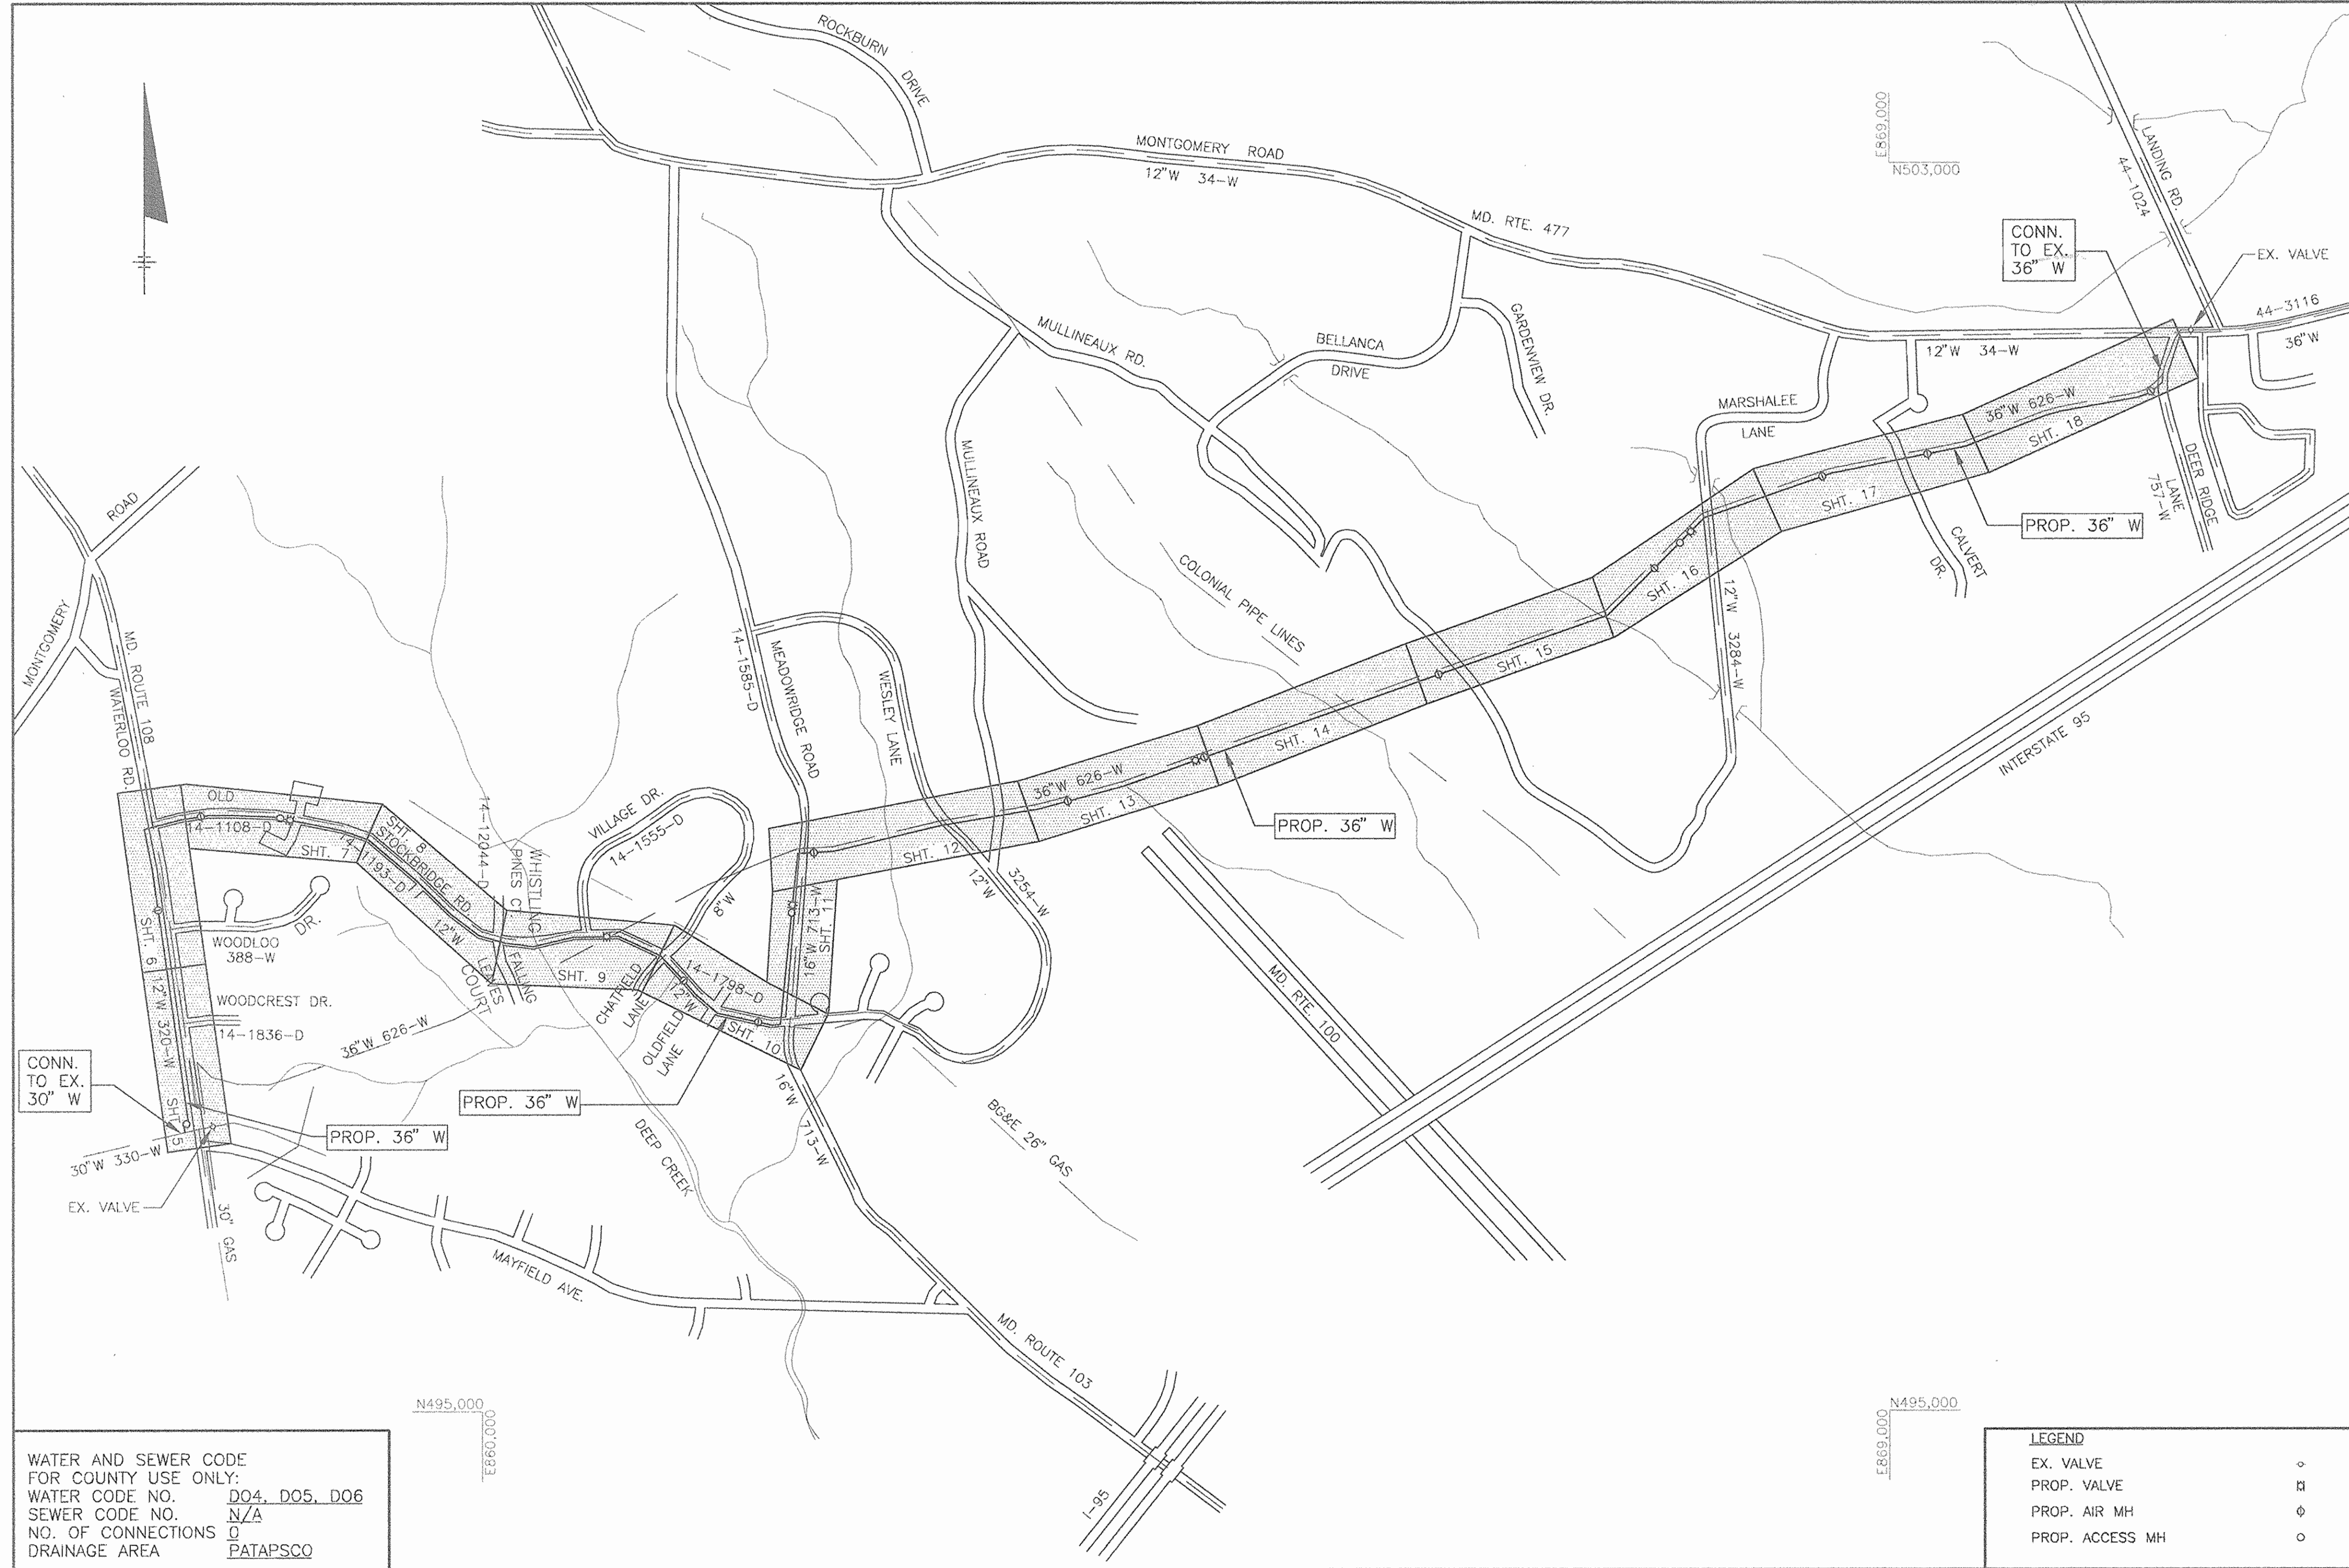 ROCKBURN
DRIVE
MONTGOMERY ROAD
12"W 34-W
MD. RTE. 477
E869,000
N503,000
LANDING RD.
44-1024
CONN.
TO EX.
36" W
EX. VALVE
44-3116
36"W
12"W 34-W
MULLINEAUX RD.
BELLANCA
DRIVE
GARDENVIEW DR.
MARSHALEE
LANE
36"W 626-W
SHT. 18
DEER RIDGE
LANE
757-W
SHT. 17
PROP. 36" W
CALVERT
DR.
ROAD
MONTGOMERY
MD. ROUTE 108
WATERLOO RD.
MULLINEAUX ROAD
COLONIAL PIPE LINES
SHT. 16
12"W 3284-W
14-1585-D
MEADOWRIDGE ROAD
WESLEY LANE
SHT. 15
SHT. 14
INTERSTATE 95
36"W 626-W
SHT. 13
PROP. 36" W
SHT. 12
12"W
3254-W
OLD
14-1108-D
SHT. 7
SHT. 8
STOCKBRIDGE RD.
14-1193-D
12"W
14-12044-D
WHISTLING
PINES CT
VILLAGE DR.
14-1555-D
8"W
16"W 713-W
SHT. 11
SHT. 6
WOODLOO
388-W
DR.
12"W 320-W
WOODCREST DR.
14-1836-D
FALLING
LEAVES
COURT
SHT. 9
CHATFIELD
LANE
14-1798-D
12"W
OLDFIELD
LANE
SHT. 10
36"W 626-W
CONN.
TO EX.
30" W
SHT. 5
PROP. 36" W
PROP. 36" W
30"W 330-W
EX. VALVE
30" GAS
DEEP CREEK
16"W 713-W
BG&E 26" GAS
MD. RTE. 100
MAYFIELD AVE.
MD. ROUTE 103
I-95
N495,000
E860,000
N495,000
E869,000
WATER AND SEWER CODE
FOR COUNTY USE ONLY:
WATER CODE NO. D04, D05, D06
SEWER CODE NO. N/A
NO. OF CONNECTIONS 0
DRAINAGE AREA PATAPSCO
LEGEND
EX. VALVE
PROP. VALVE
PROP. AIR MH
PROP. ACCESS MH